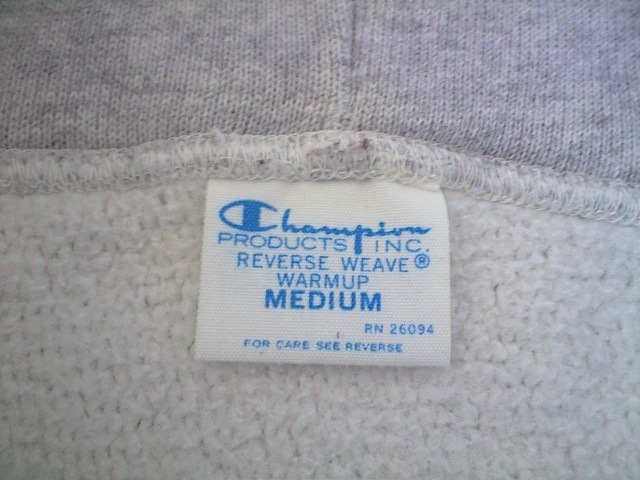 Champion
PRODUCTS INC.
REVERSE WEAVE®
WARMUP
MEDIUM
RN 26094
FOR CARE SEE REVERSE